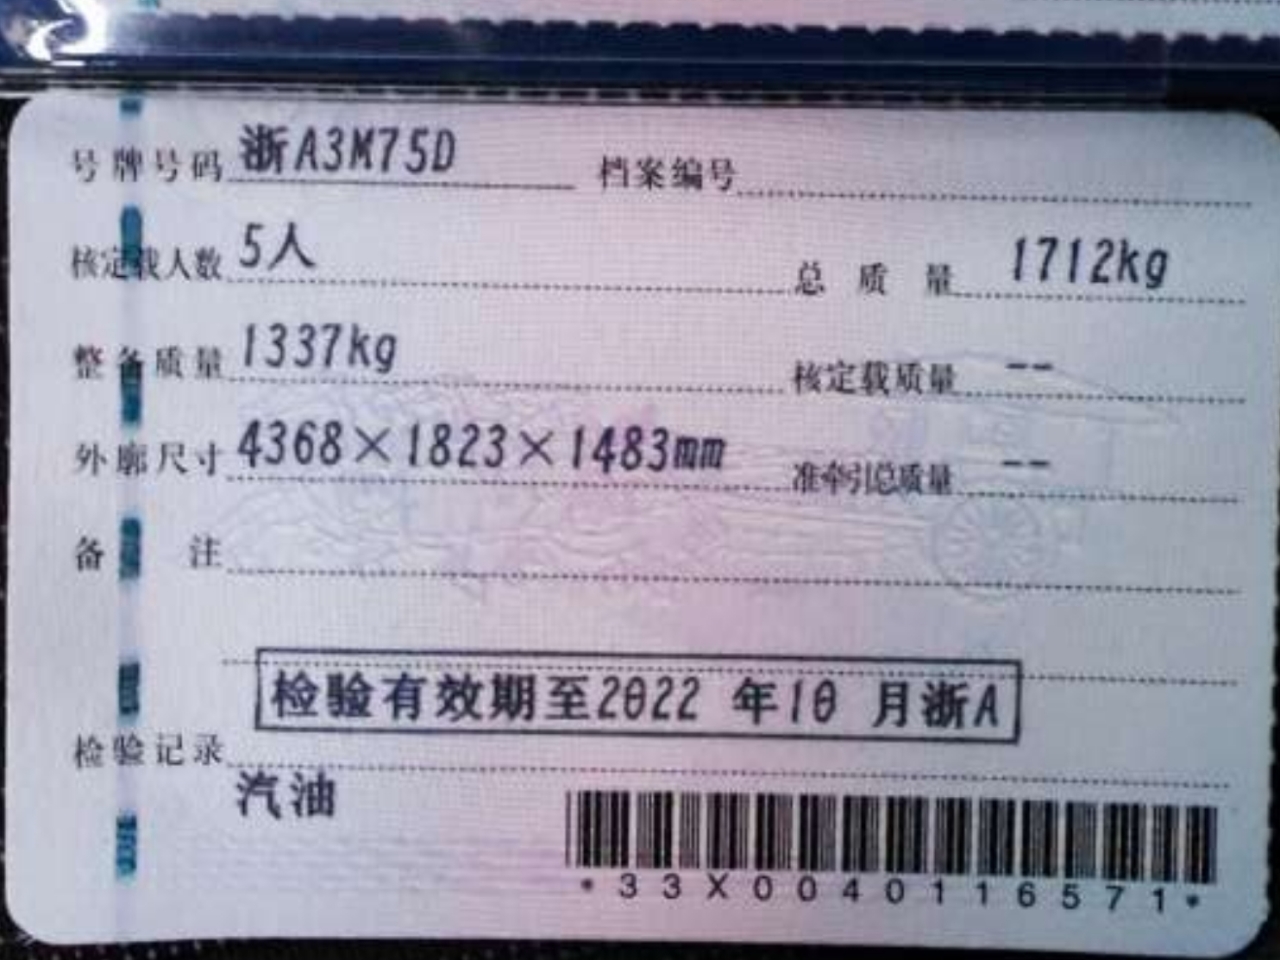 号牌号码 浙A3M75D 档案编号
核定载人数 5人 总质量 1712kg
整备质量 1337kg 核定载质量 --
外廓尺寸 4368×1823×1483mm 准牵引总质量 --
备注
检验有效期至2022 年10 月浙A
检验记录
汽油
*33X0040116571*